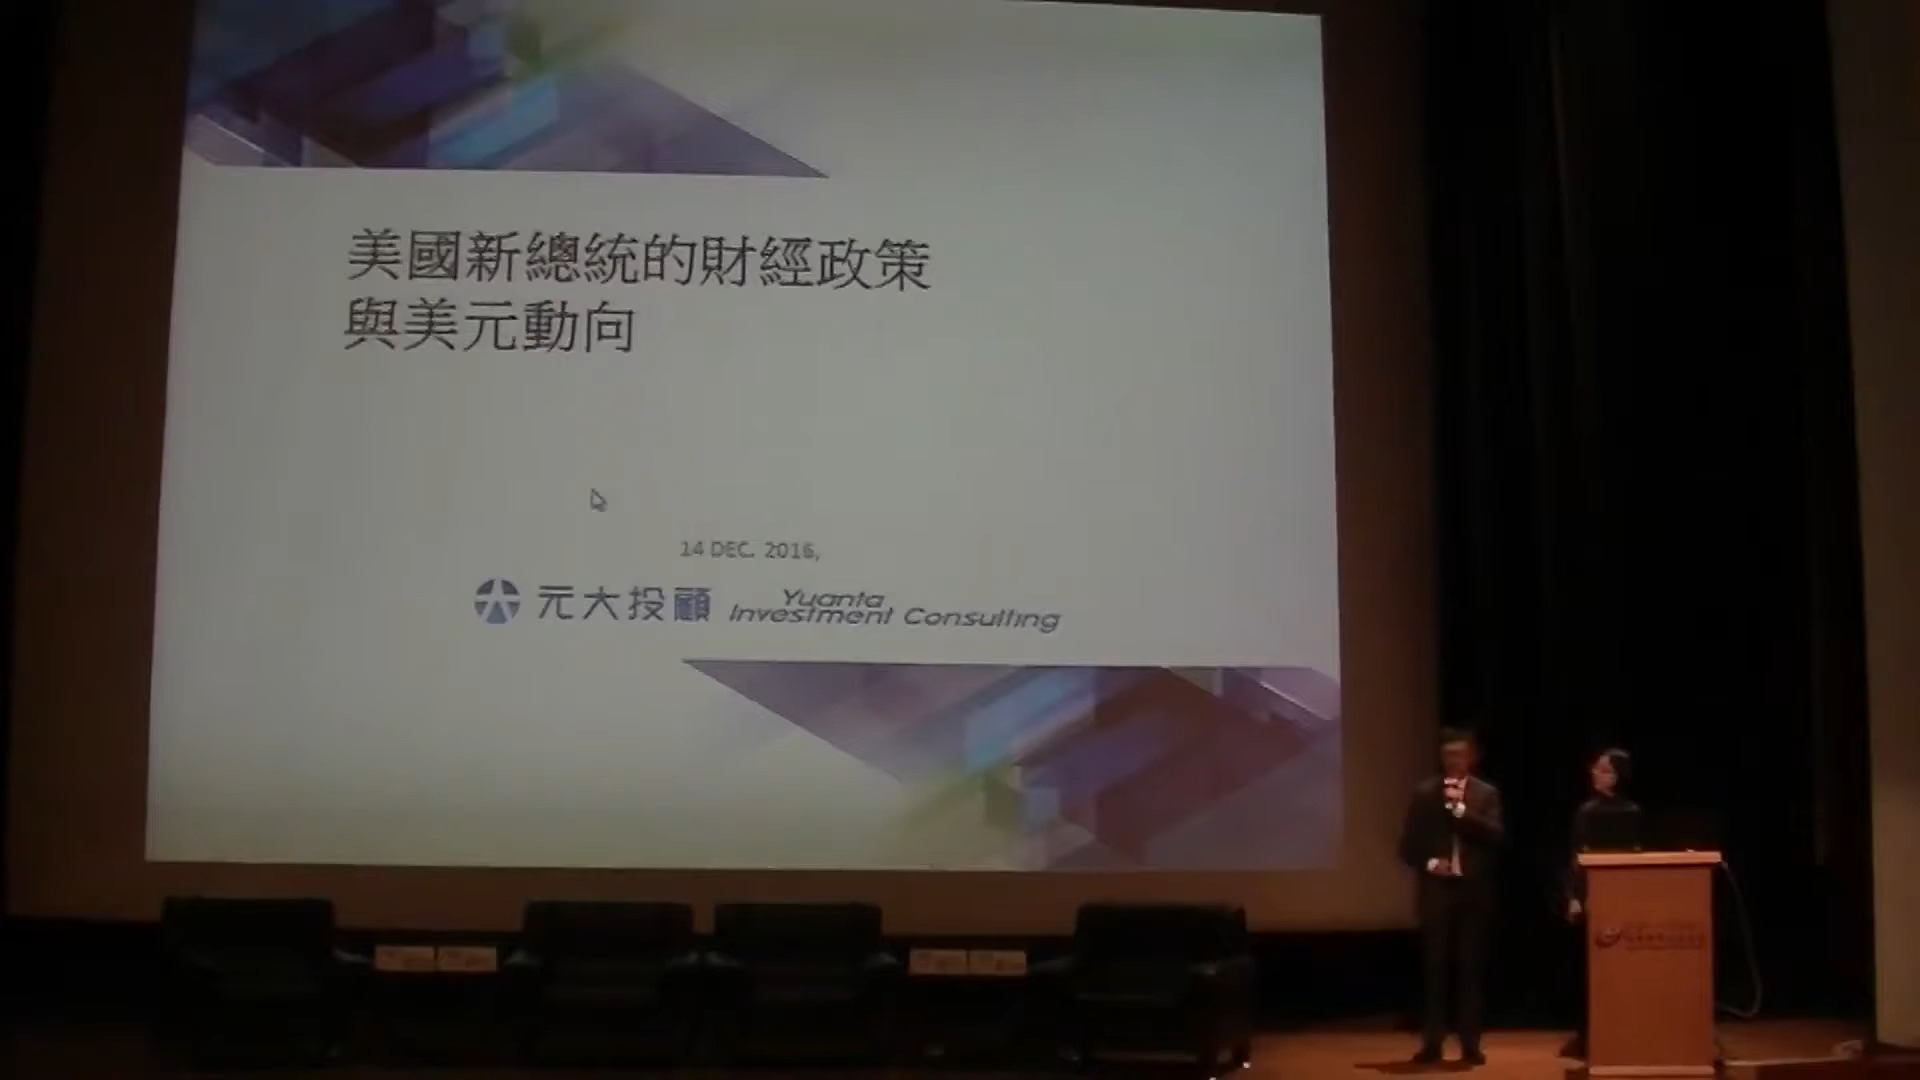 美國新總統的財經政策
與美元動向
14 DEC. 2016,
元大投顧 Yuanta
Investment Consulting